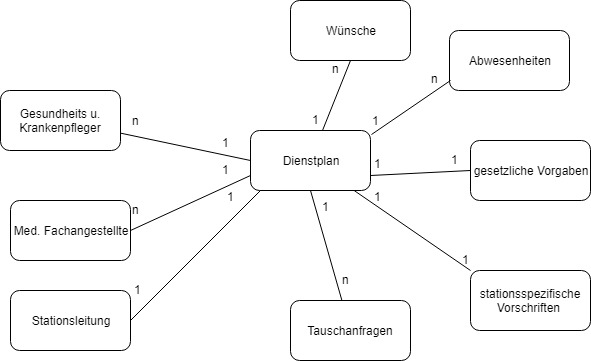 Wünsche
n
Abwesenheiten
n
Gesundheits u.
Krankenpfleger
n
1
1
1
Dienstplan
1
1
gesetzliche Vorgaben
1
1
1
1
Med. Fachangestellte
n
1
n
1
Stationsleitung
1
stationsspezifische
Vorschriften
Tauschanfragen